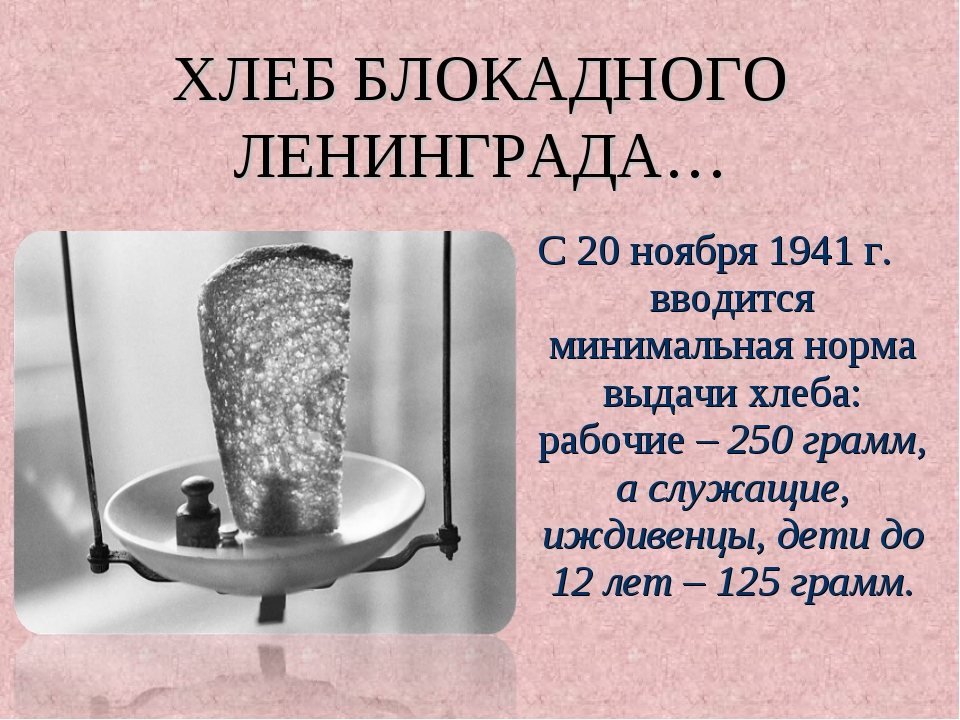 ХЛЕБ БЛОКАДНОГО
ЛЕНИНГРАДА…
С 20 ноября 1941 г.
вводится
минимальная норма
выдачи хлеба:
рабочие – 250 грамм,
а служащие,
иждивенцы, дети до
12 лет – 125 грамм.